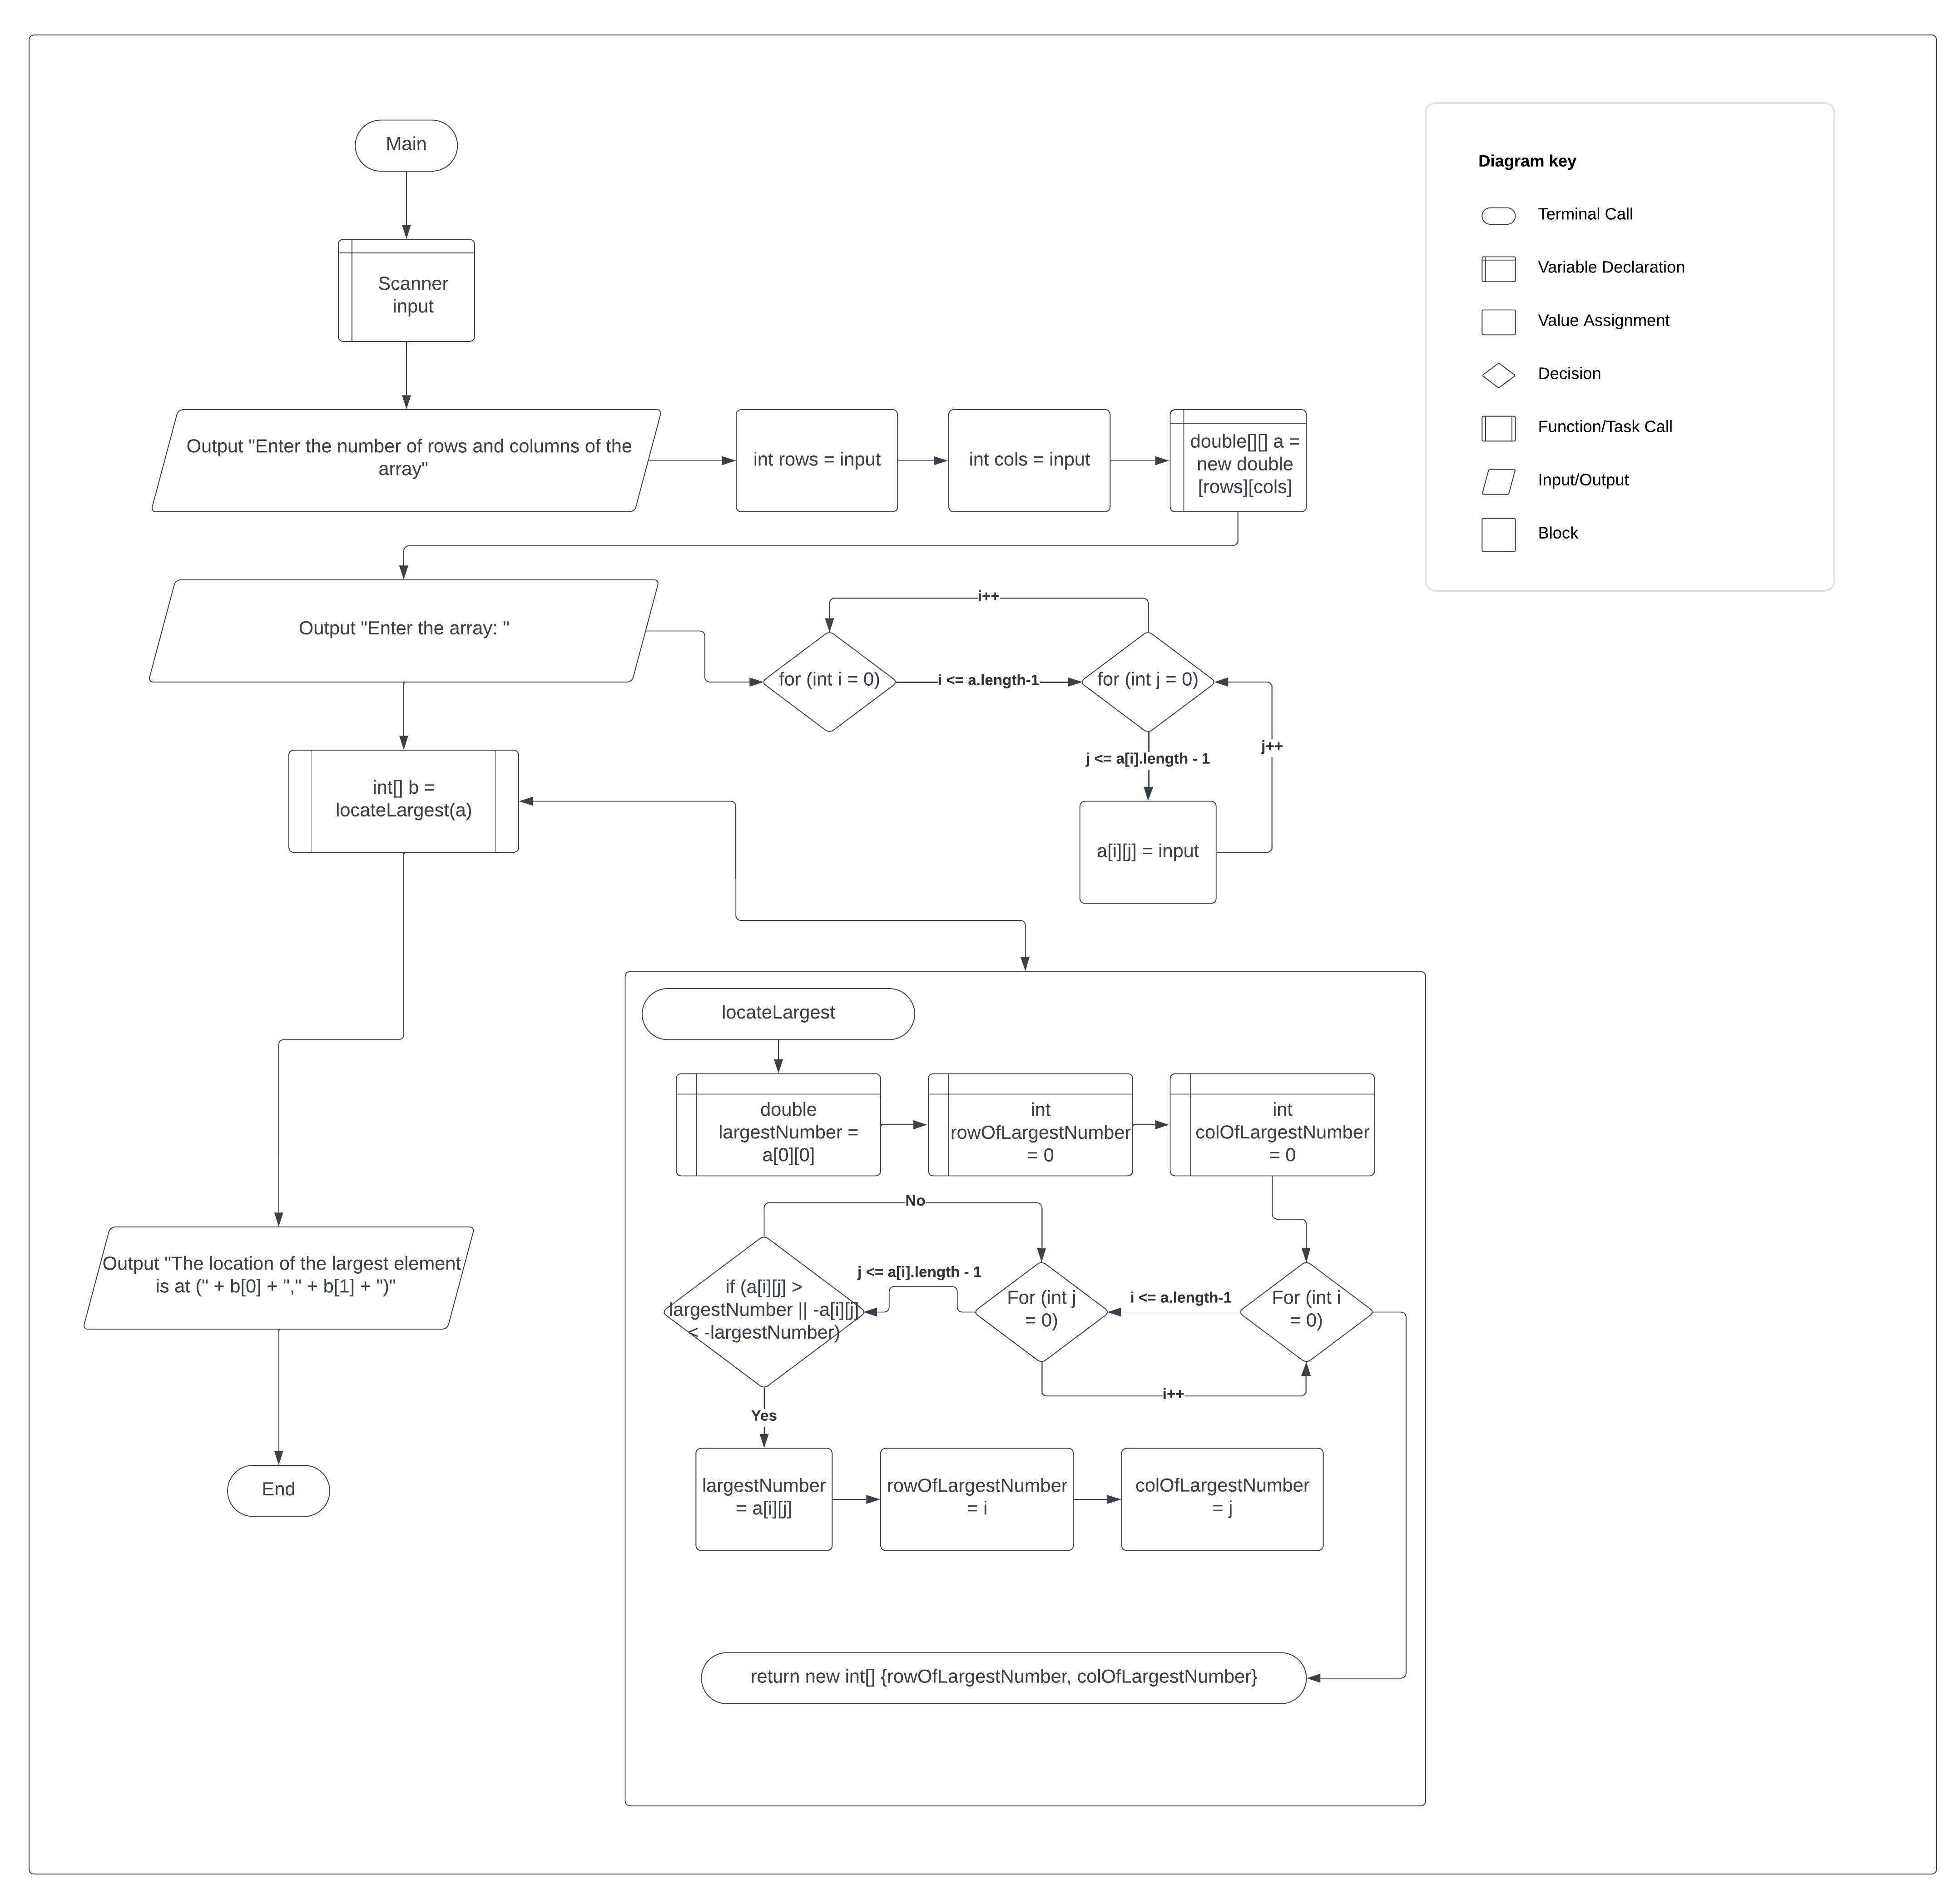 Main
Scanner
input
Output "Enter the number of rows and columns of the
array"
int rows = input
int cols = input
double[][] a =
new double
[rows][cols]
Diagram key
Terminal Call
Variable Declaration
Value Assignment
Decision
Function/Task Call
Input/Output
Block
Output "Enter the array: "
i++
for (int i = 0)
i <= a.length-1
for (int j = 0)
j <= a[i].length - 1
j++
a[i][j] = input
int[] b =
locateLargest(a)
locateLargest
double
largestNumber =
a[0][0]
int
rowOfLargestNumber
= 0
int
colOfLargestNumber
= 0
No
if (a[i][j] >
largestNumber || -a[i][j]
< -largestNumber)
j <= a[i].length - 1
For (int j
= 0)
i <= a.length-1
For (int i
= 0)
i++
Yes
largestNumber
= a[i][j]
rowOfLargestNumber
= i
colOfLargestNumber
= j
return new int[] {rowOfLargestNumber, colOfLargestNumber}
Output "The location of the largest element
is at (" + b[0] + "," + b[1] + ")"
End